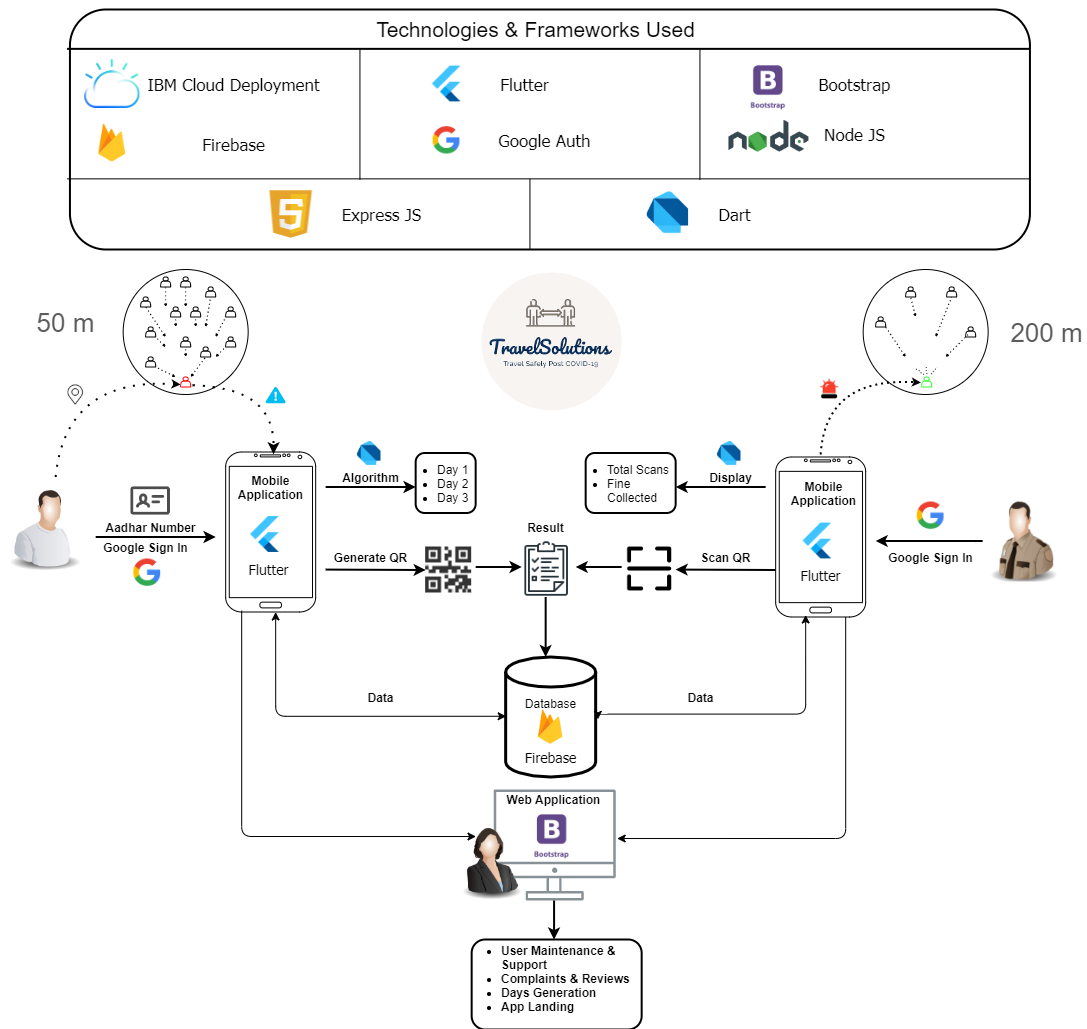 Technologies & Frameworks Used
IBM Cloud Deployment
Flutter
B
Bootstrap
Bootstrap
Firebase
Google Auth
node
Node JS
5
Express JS
Dart
50 m
TravelSolutions
Travel Safely Post COVID-19
200 m
Mobile
Application
Flutter
Algorithm
Day 1
Day 2
Day 3
Total Scans
Fine
Collected
Display
Mobile
Application
Flutter
Aadhar Number
Google Sign In
Generate QR
Result
Scan QR
Google Sign In
Data
Database
Firebase
Data
Web Application
B
Bootstrap
User Maintenance &
Support
Complaints & Reviews
Days Generation
App Landing